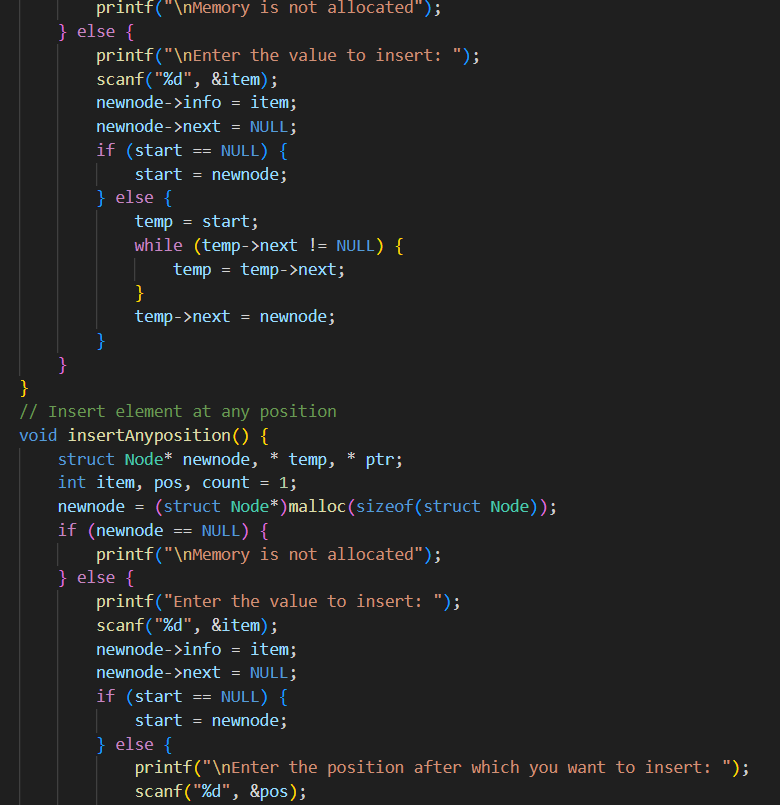 printf("\nMemory is not allocated");
    } else {
        printf("\nEnter the value to insert: ");
        scanf("%d", &item);
        newnode->info = item;
        newnode->next = NULL;
        if (start == NULL) {
            start = newnode;
        } else {
            temp = start;
            while (temp->next != NULL) {
                temp = temp->next;
            }
            temp->next = newnode;
        }
    }
}
// Insert element at any position
void insertAnyposition() {
    struct Node* newnode, * temp, * ptr;
    int item, pos, count = 1;
    newnode = (struct Node*)malloc(sizeof(struct Node));
    if (newnode == NULL) {
        printf("\nMemory is not allocated");
    } else {
        printf("Enter the value to insert: ");
        scanf("%d", &item);
        newnode->info = item;
        newnode->next = NULL;
        if (start == NULL) {
            start = newnode;
        } else {
            printf("\nEnter the position after which you want to insert: ");
            scanf("%d", &pos);